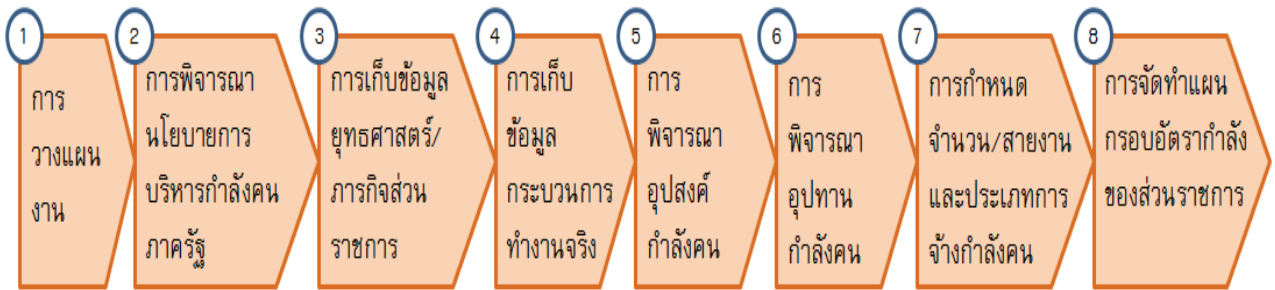 1
การ
วางแผน
งาน
2
การพิจารณา
นโยบายการ
บริหารกำลังคน
ภาครัฐ
3
การเก็บข้อมูล
ยุทธศาสตร์/
ภารกิจส่วน
ราชการ
4
การเก็บ
ข้อมูล
กระบวนการ
ทำงานจริง
5
การ
พิจารณา
อุปสงค์
กำลังคน
6
การ
พิจารณา
อุปทาน
กำลังคน
7
การกำหนด
จำนวน/สายงาน
และประเภทการ
จ้างกำลังคน
8
การจัดทำแผน
กรอบอัตรากำลัง
ของส่วนราชการ